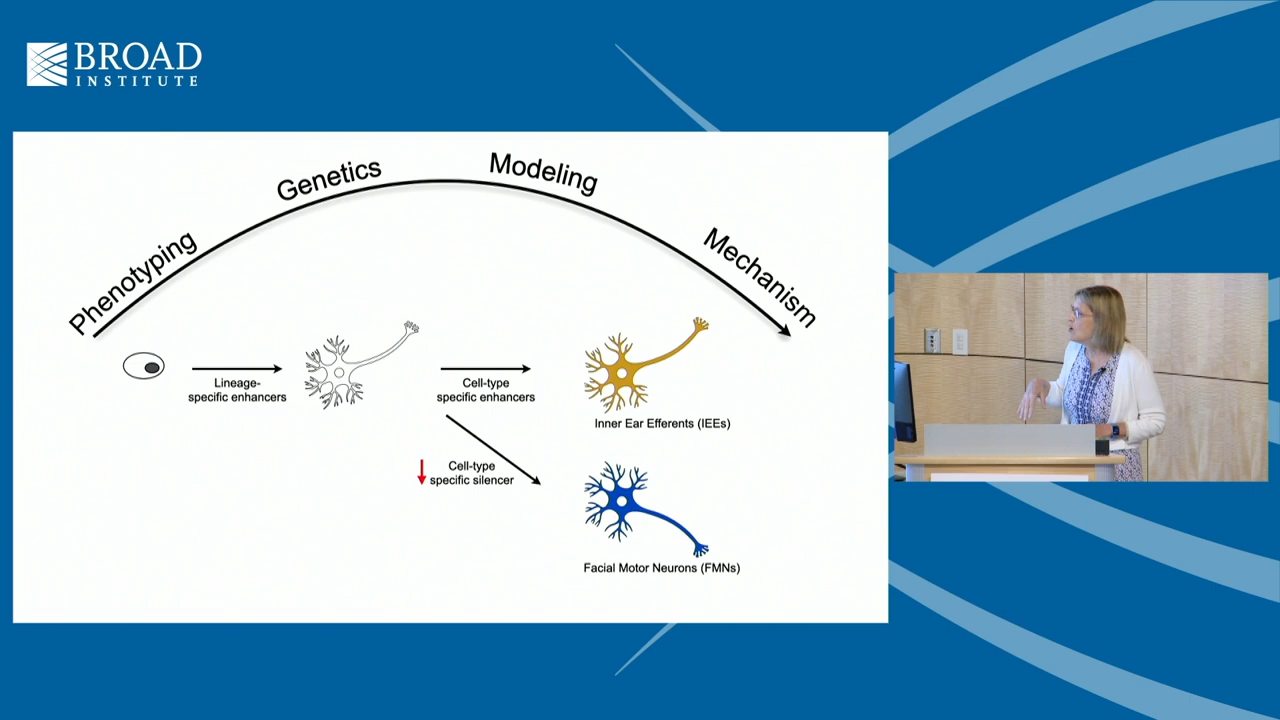 BROAD
INSTITUTE
Phenotyping
Genetics
Modeling
Mechanism
Lineage-
specific enhancers
Cell-type
specific enhancers
Inner Ear Efferents (IEEs)
Cell-type
specific silencer
Facial Motor Neurons (FMNs)